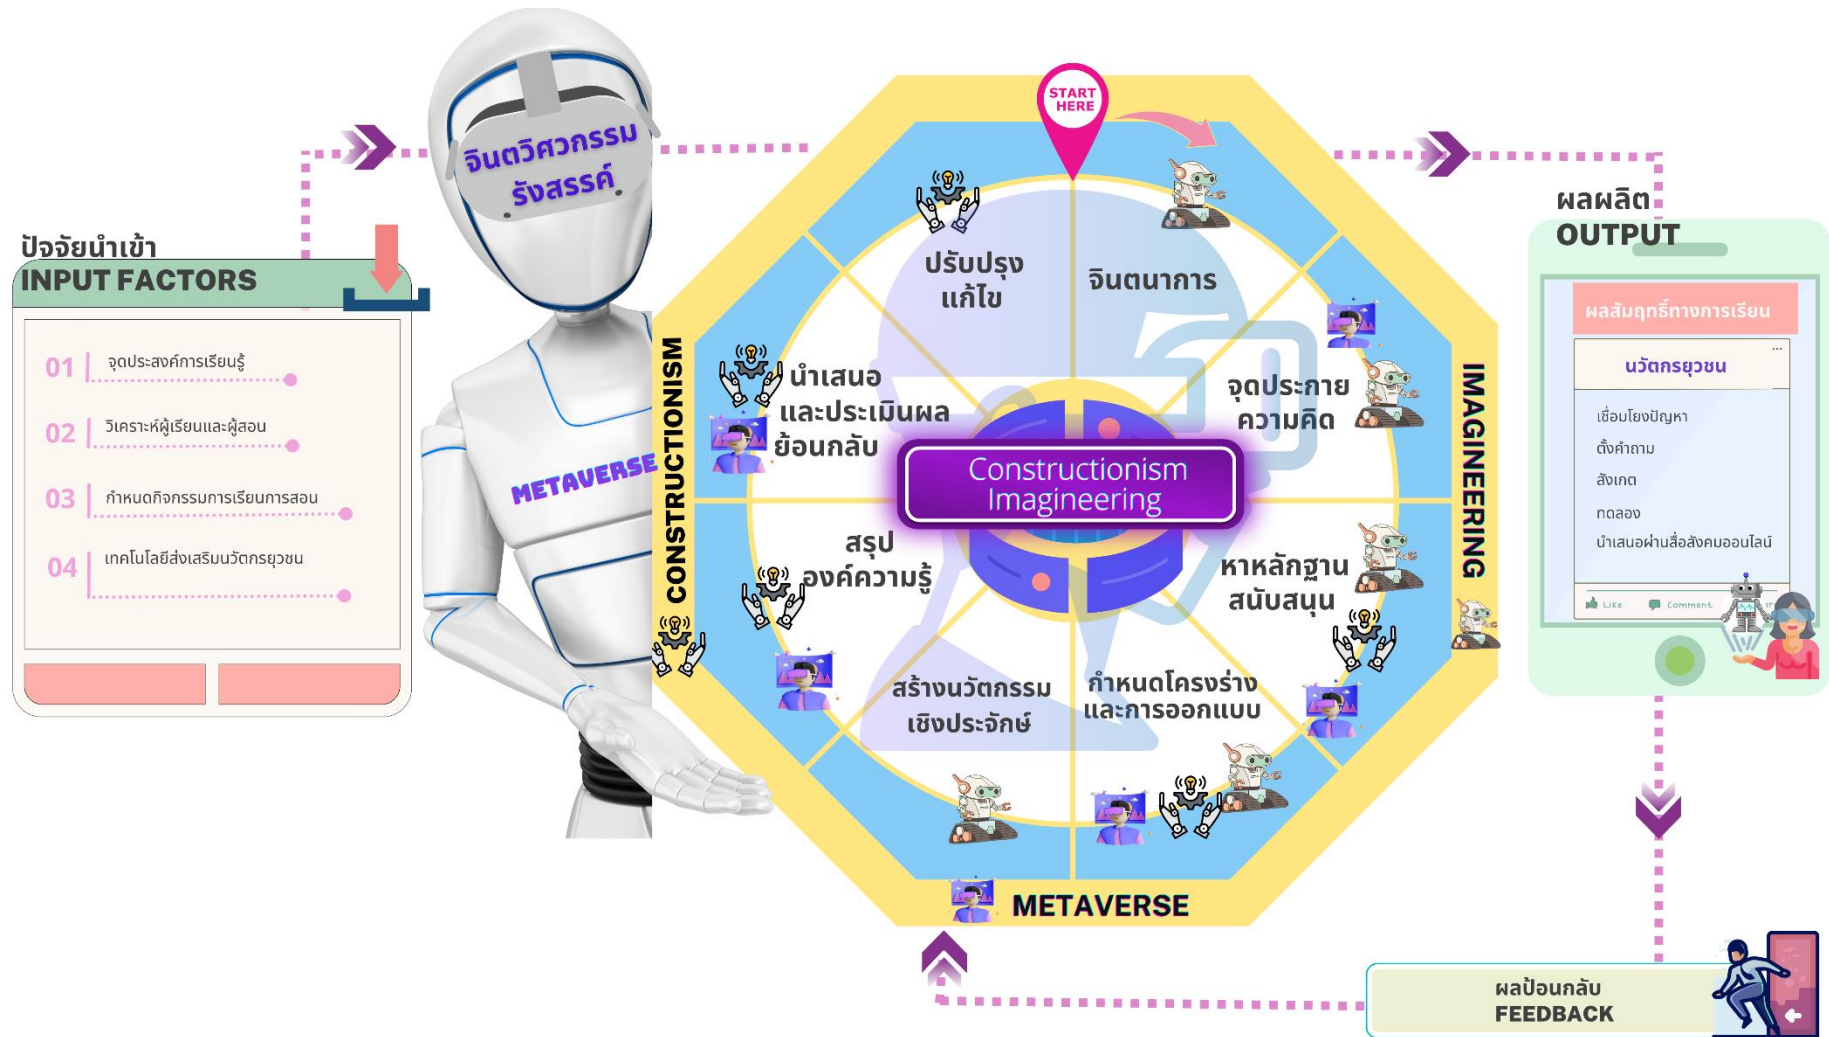 ปัจจัยนำเข้า
INPUT FACTORS
01
จุดประสงค์การเรียนรู้
02
วิเคราะห์ผู้เรียนและผู้สอน
03
กำหนดกิจกรรมการเรียนการสอน
04
เทคโนโลยีส่งเสริมนวัตกรยุวชน
จินตวิศวกรรม
รังสรรค์
METAVERSE
START
HERE
จินตนาการ
จุดประกาย
ความคิด
หาหลักฐาน
สนับสนุน
กำหนดโครงร่าง
และการออกแบบ
สร้างนวัตกรรม
เชิงประจักษ์
สรุป
องค์ความรู้
นำเสนอ
และประเมินผล
ย้อนกลับ
ปรับปรุง
แก้ไข
Constructionism
Imagineering
CONSTRUCTIONISM
IMAGINEERING
METAVERSE
ผลผลิต
OUTPUT
ผลสัมฤทธิ์ทางการเรียน
นวัตกรยุวชน
เชื่อมโยงปัญหา
ตั้งคำถาม
สังเกต
ทดลอง
นำเสนอผ่านสื่อสังคมออนไลน์
Like
Comment
ผลป้อนกลับ
FEEDBACK